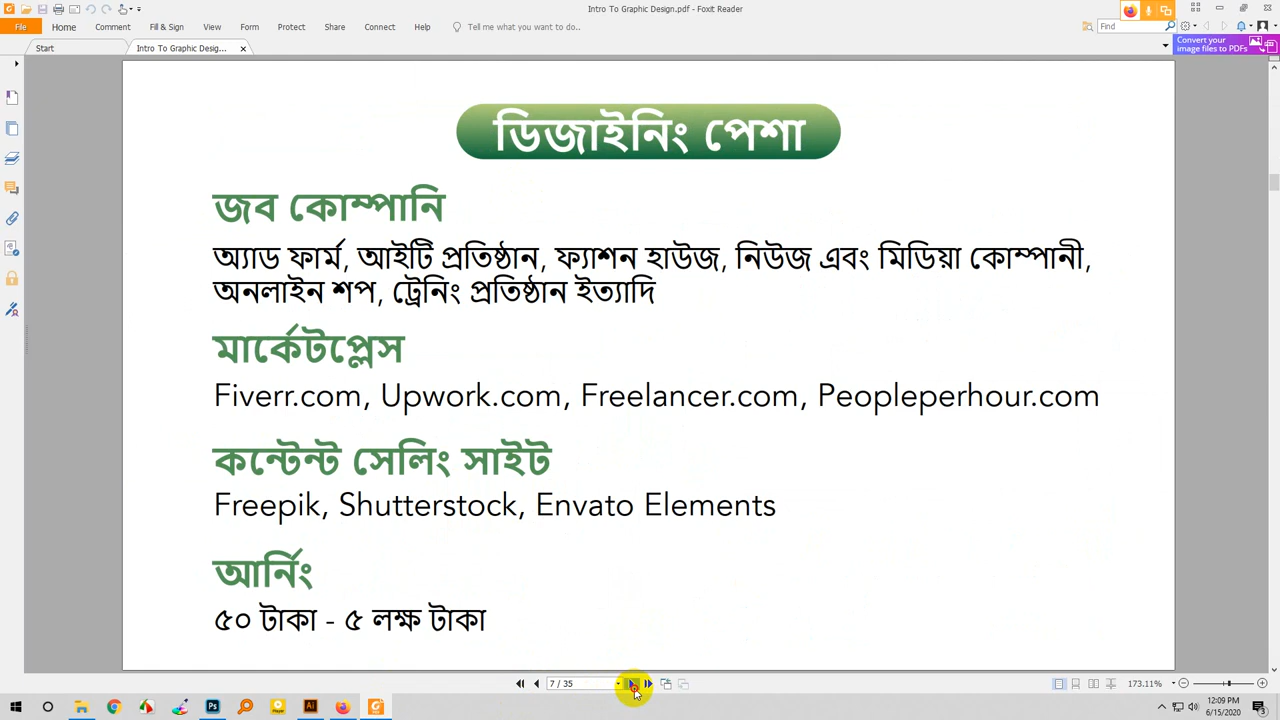 Intro To Graphic Design.pdf - Foxit Reader
File Home Comment Fill & Sign View Form Protect Share Connect Help Tell me what you want to do..
Find
Start Intro To Graphic Desig...
Convert your
image files to PDFs
ডিজাইনিং পেশা
জব কোম্পানি
অ্যাড ফার্ম, আইটি প্রতিষ্ঠান, ফ্যাশন হাউজ, নিউজ এবং মিডিয়া কোম্পানী,
অনলাইন শপ, ট্রেনিং প্রতিষ্ঠান ইত্যাদি
মার্কেটপ্লেস
Fiverr.com, Upwork.com, Freelancer.com, Peopleperhour.com
কন্টেন্ট সেলিং সাইট
Freepik, Shutterstock, Envato Elements
আর্নিং
৫০ টাকা - ৫ লক্ষ টাকা
7 / 35
173.11%
12:09 PM
6/15/2020